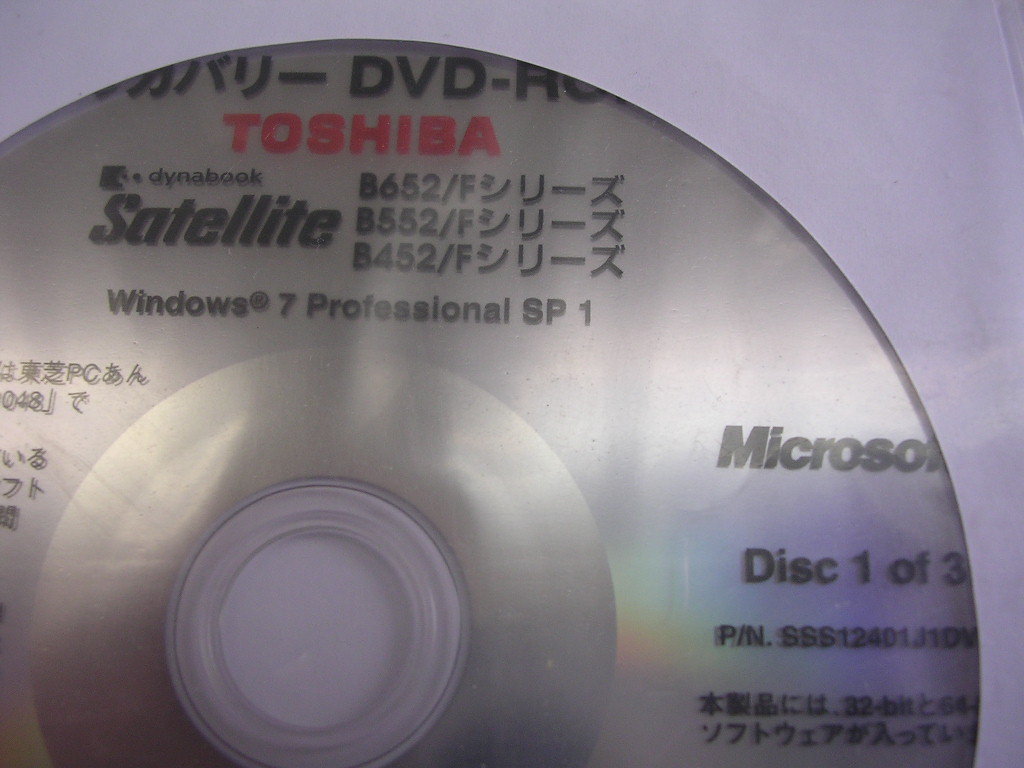 カバリー DVD-RO
TOSHIBA
dynabook
Satellite
B652/Fシリーズ
B552/Fシリーズ
B452/Fシリーズ
Windows® 7 Professional SP 1
は東芝PCあん
048」で
いる
フト
間
Microsof
Disc 1 of 3
P/N. SSS12401J1DV
本製品には、32-bitと64-
ソフトウェアが入ってい